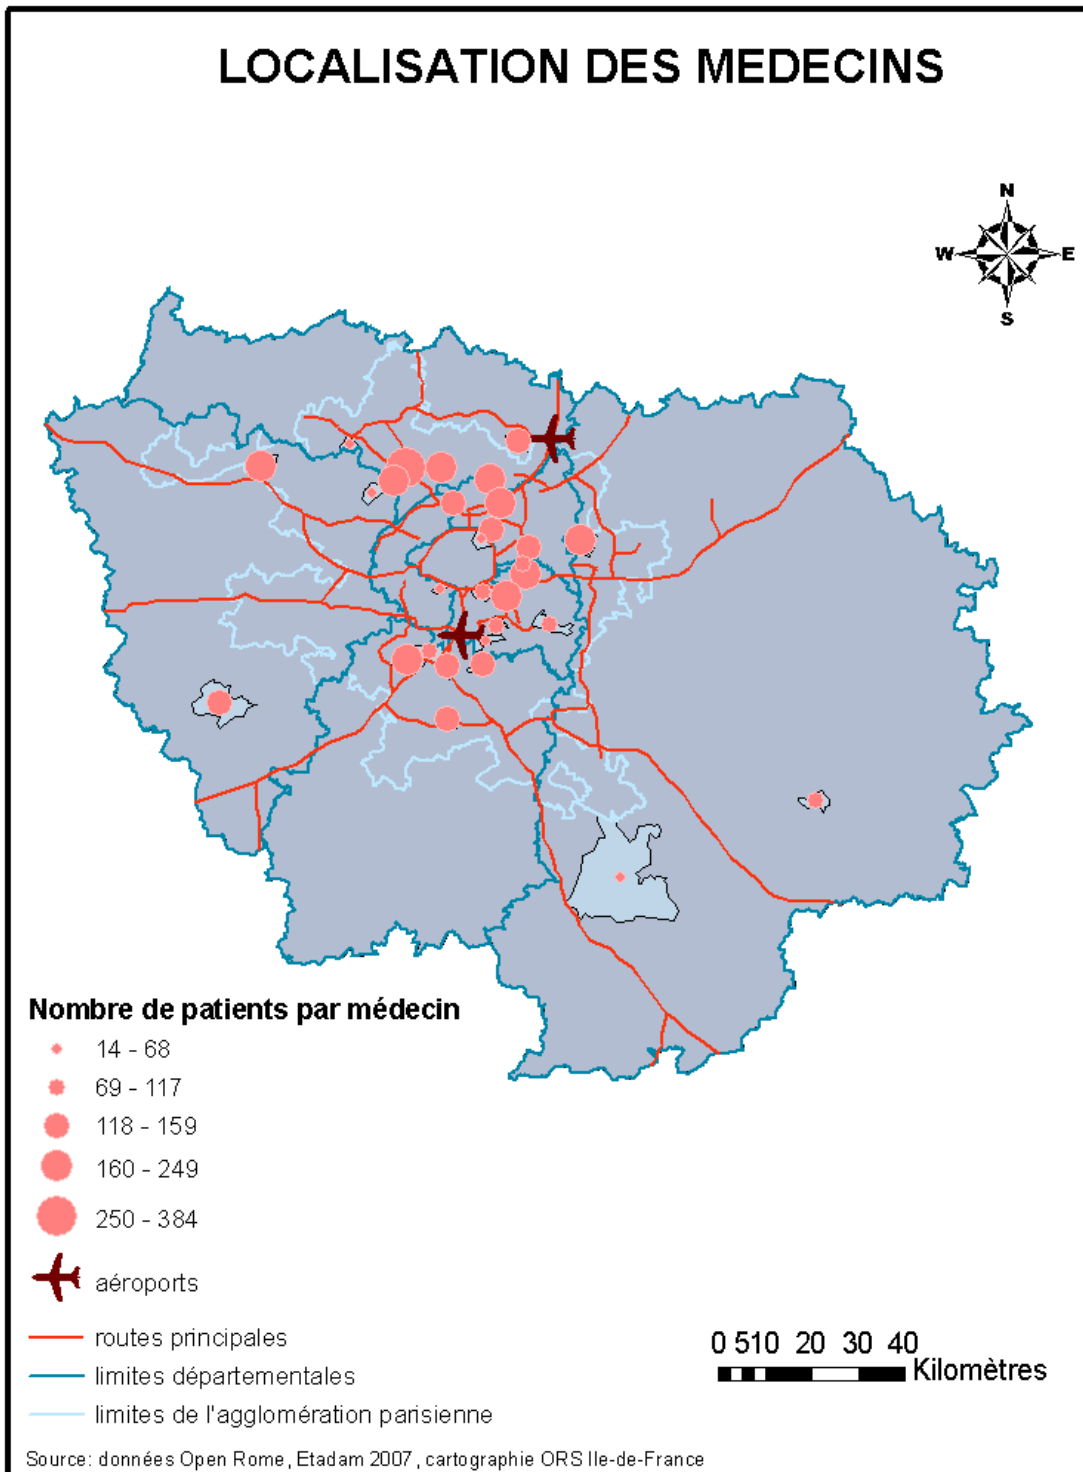 LOCALISATION DES MEDECINS
N
W E
S
Nombre de patients par médecin
14 - 68
69 - 117
118 - 159
160 - 249
250 - 384
aéroports
routes principales
limites départementales
limites de l'agglomération parisienne
0 510 20 30 40
Kilomètres
Source: données Open Rome, Etadam 2007, cartographie ORS Ile-de-France